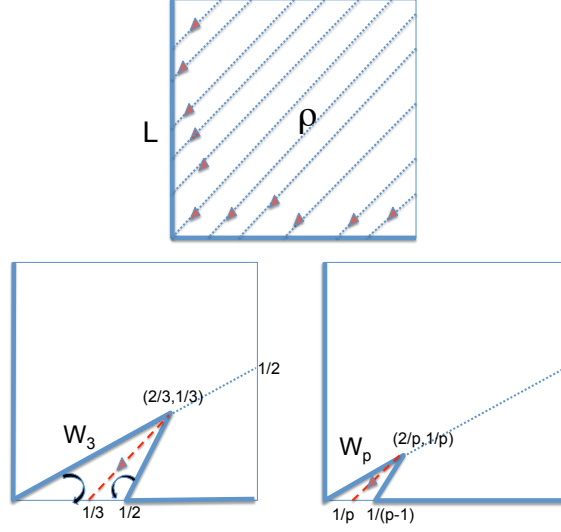 L
ρ
1/2
(2/3,1/3)
W3
1/3
1/2
(2/p,1/p)
Wp
1/p
1/(p-1)